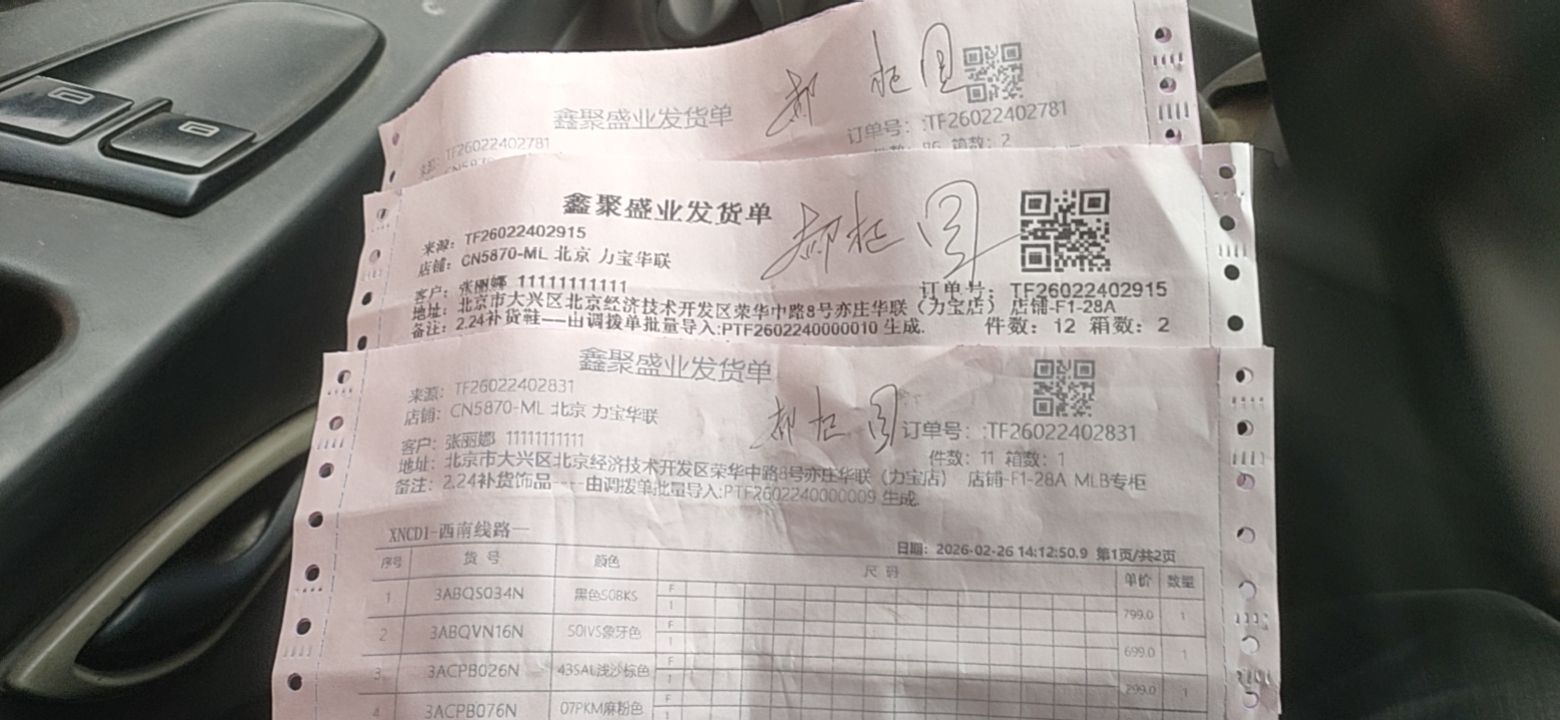 鑫聚盛业发货单
订单号: :TF26022402781
来源: TF26022402781
件数: 86 箱数: 2
鑫聚盛业发货单
来源: TF26022402915
店铺: CN5870-ML 北京 力宝华联
客户: 张丽娜 11111111111
订单号: TF26022402915
地址: 北京市大兴区北京经济技术开发区荣华中路8号亦庄华联（力宝店） 店铺-F1-28A
备注: 2.24补货鞋——由调拨单批量导入:PTF2602240000010 生成.
件数: 12 箱数: 2
鑫聚盛业发货单
来源: TF26022402831
店铺: CN5870-ML 北京 力宝华联
客户: 张丽娜 11111111111
订单号: :TF26022402831
件数: 11 箱数: 1
地址: 北京市大兴区北京经济技术开发区荣华中路8号亦庄华联（力宝店） 店铺-F1-28A MLB专柜
备注: 2.24补货饰品----由调拨单批量导入:PTF2602240000009 生成.
XNCD1-西南线路一
日期: 2026-02-26 14:12:50.9 第1页/共2页
序号 货号 颜色 尺码 单价 数量
1 3ABQS034N 黑色50BKS F 1 799.0 1
2 3ABQVN16N 50IVS象牙色 F 1 699.0 1
3 3ACPB026N 43SAL浅沙棕色 F 1 299.0 1
4 3ACPB076N 07PKM麻粉色 F